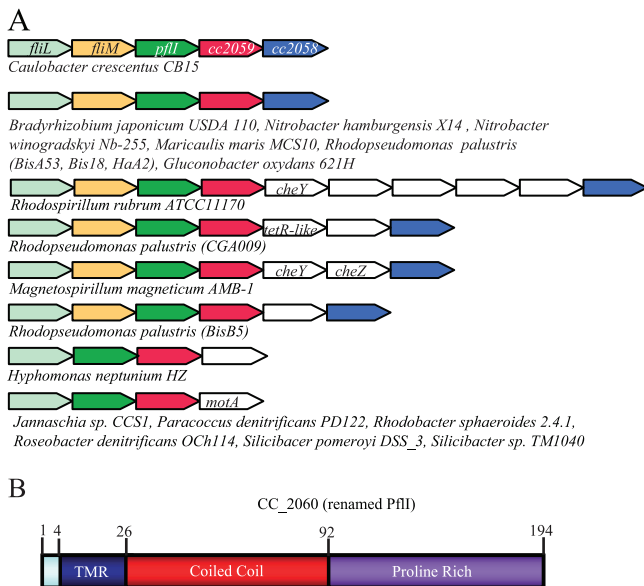 A
fliL fliM pflI cc2059 cc2058
Caulobacter crescentus CB15
Bradyrhizobium japonicum USDA 110, Nitrobacter hamburgensis X14 , Nitrobacter
winogradskyi Nb-255, Maricaulis maris MCS10, Rhodopseudomonas palustris
(BisA53, Bis18, HaA2), Gluconobacter oxydans 621H
cheY
Rhodospirillum rubrum ATCC11170
tetR-like
Rhodopseudomonas palustris (CGA009)
cheY cheZ
Magnetospirillum magneticum AMB-1
Rhodopseudomonas palustris (BisB5)
Hyphomonas neptunium HZ
motA
Jannaschia sp. CCS1, Paracoccus denitrificans PD122, Rhodobacter sphaeroides 2.4.1,
Roseobacter denitrificans OCh114, Silicibacer pomeroyi DSS_3, Silicibacter sp. TM1040
B
CC_2060 (renamed PflI)
1 4 26 92 194
TMR Coiled Coil Proline Rich